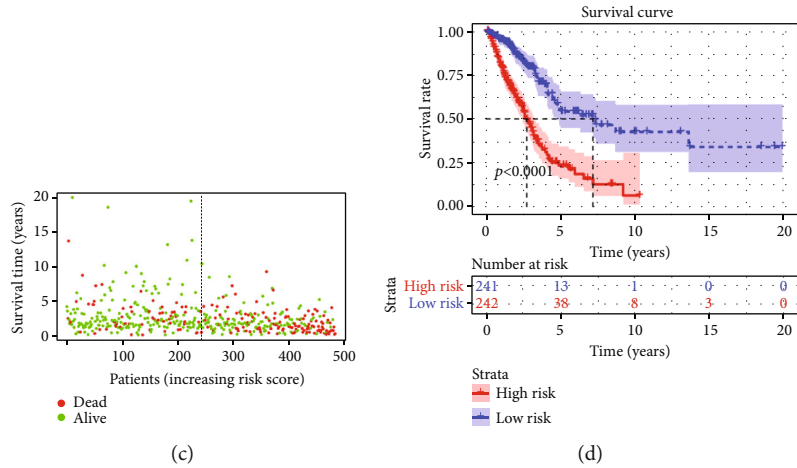 Survival time (years)
20
15
10
5
0
100
200
300
400
500
Patients (increasing risk score)
Dead
Alive
(c)
Survival curve
Survival rate
1.00
0.75
0.50
0.25
0.00
p<0.0001
0 5 10 15 20
Time (years)
Number at risk
Strata
High risk 241 13 1 0 0
Low risk 242 38 8 3 0
0 5 10 15 20
Time (years)
Strata
High risk
Low risk
(d)